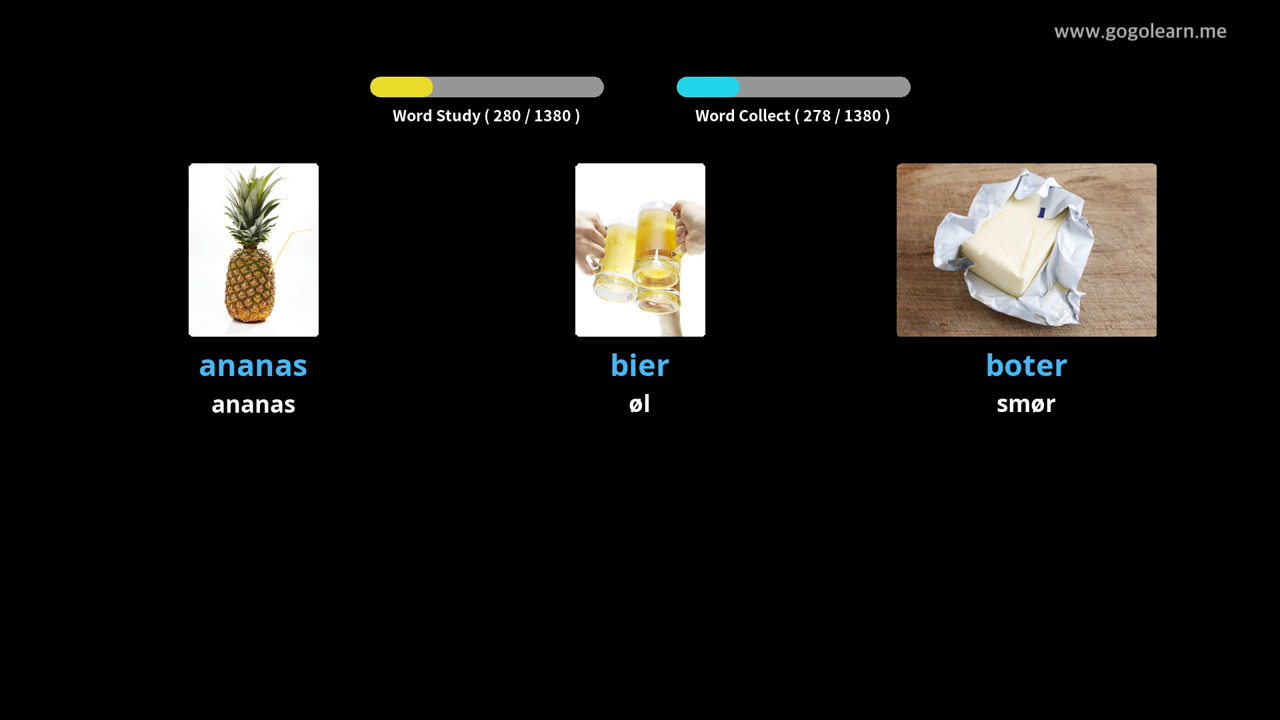 www.gogolearn.me
Word Study ( 280 / 1380 )
Word Collect ( 278 / 1380 )
ananas
ananas
bier
øl
boter
smør